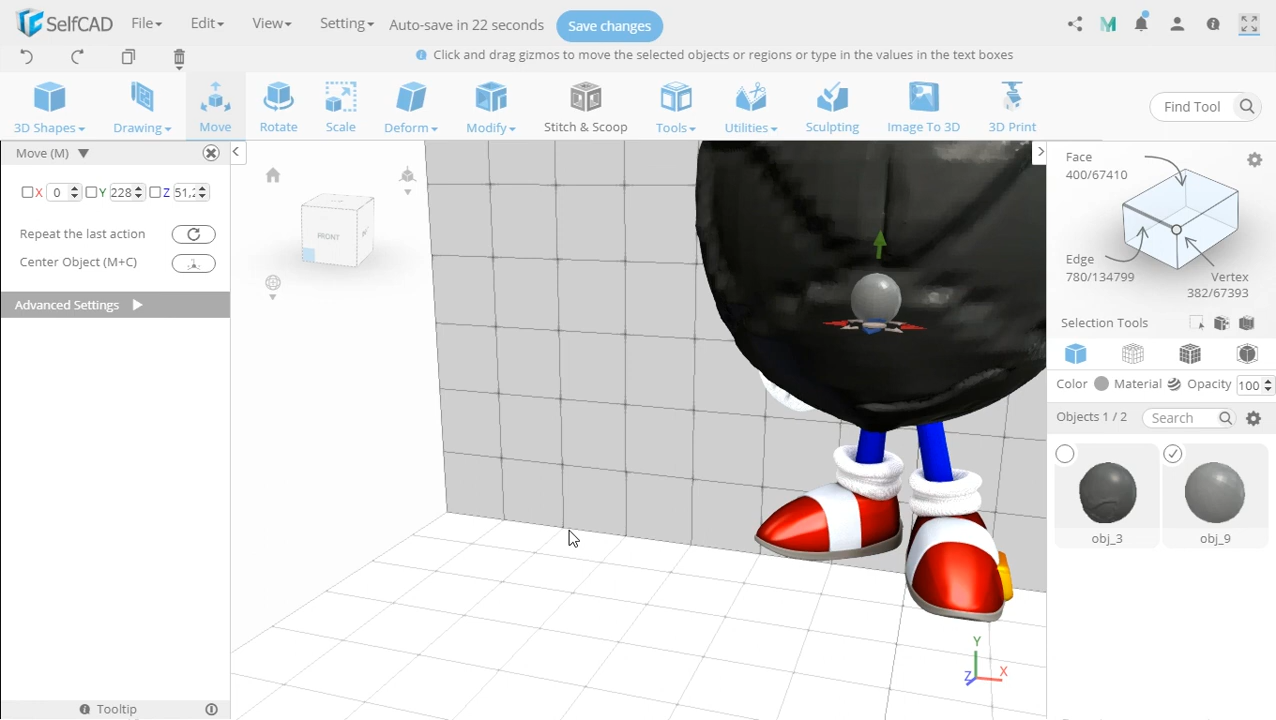 SelfCAD File Edit View Setting Auto-save in 22 seconds Save changes
Click and drag gizmos to move the selected objects or regions or type in the values in the text boxes
3D Shapes Drawing Move Rotate Scale Deform Modify Stitch & Scoop Tools Utilities Sculpting Image To 3D 3D Print Find Tool
Move (M)
X 0 Y 228 Z 51,2
Repeat the last action
Center Object (M+C)
Advanced Settings
Tooltip
FRONT
Y
Z X
Face
400/67410
Edge
780/134799
Vertex
382/67393
Selection Tools
Color Material Opacity 100
Objects 1 / 2 Search
obj_3 obj_9